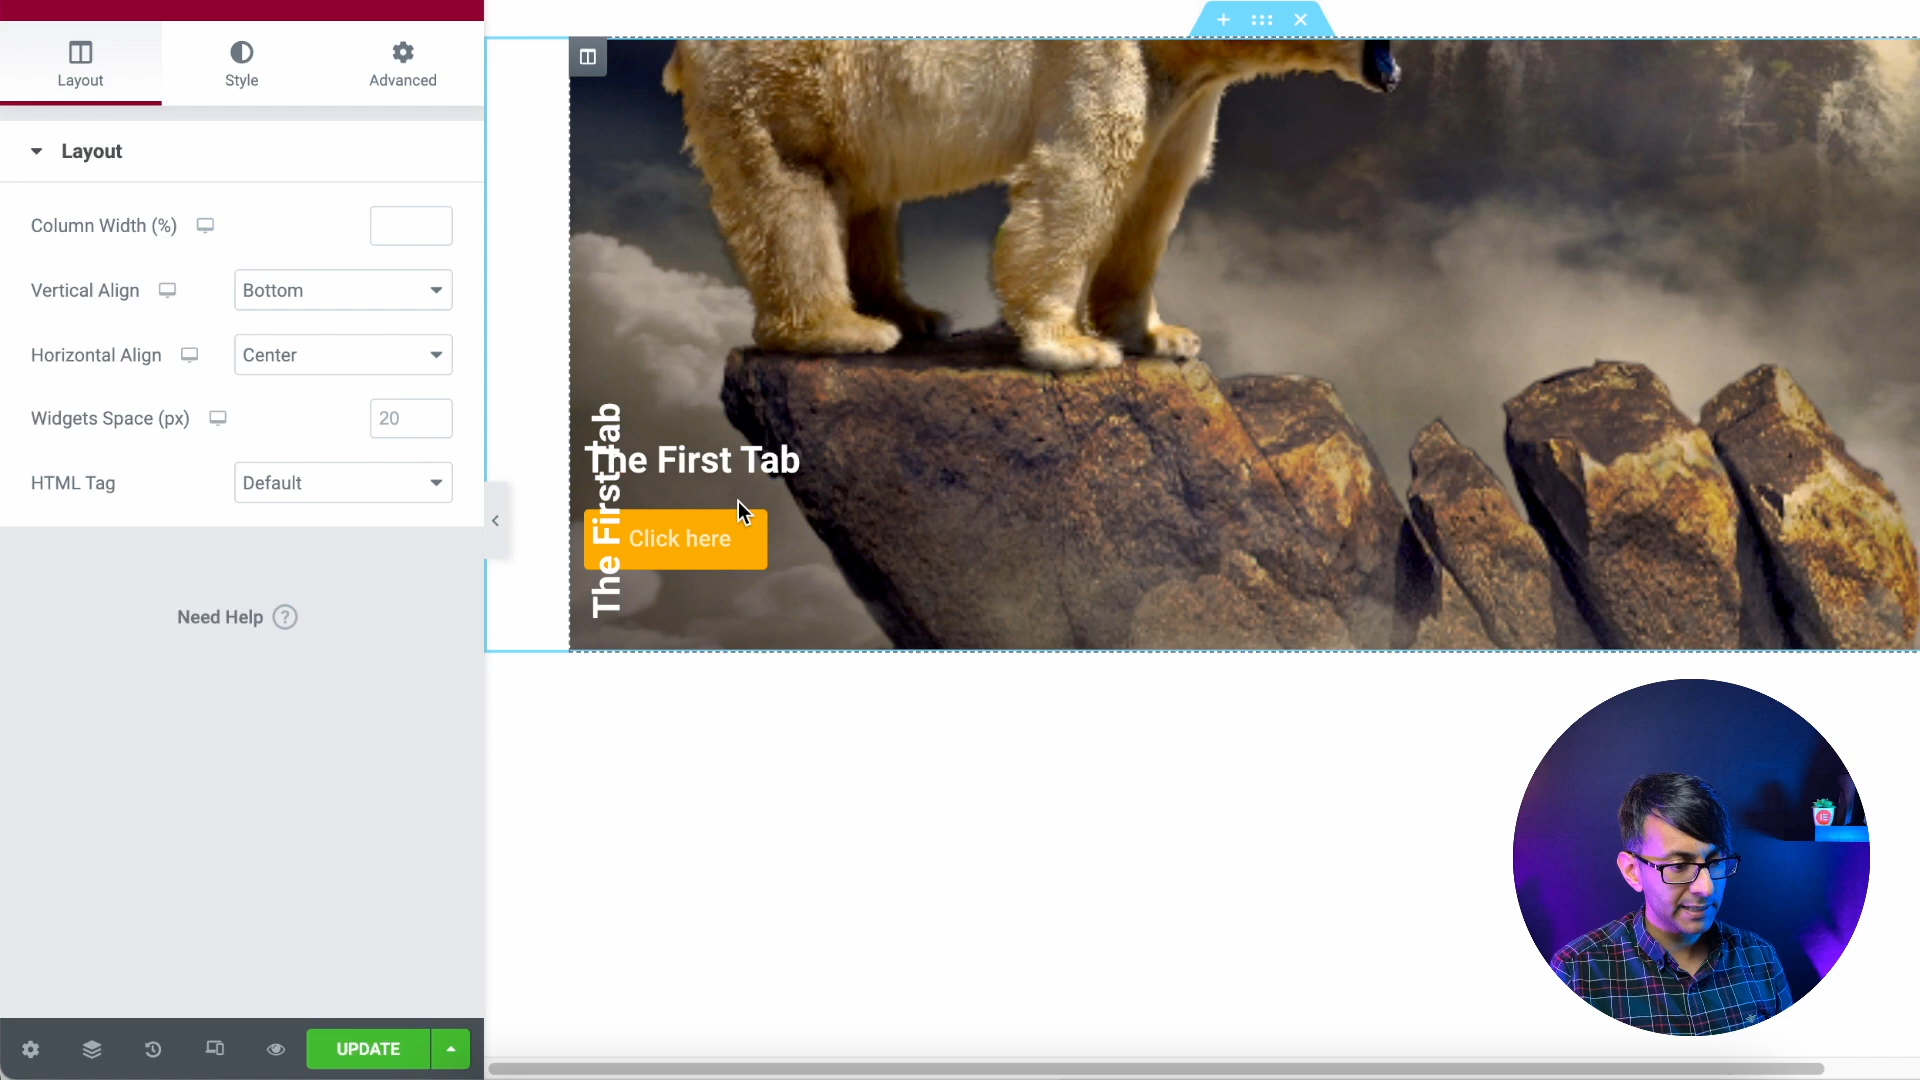 Layout
Style
Advanced
Layout
Column Width (%)
Vertical Align
Bottom
Horizontal Align
Center
Widgets Space (px)
20
HTML Tag
Default
Need Help ?
UPDATE
The First Tab
The First Tab
Click here